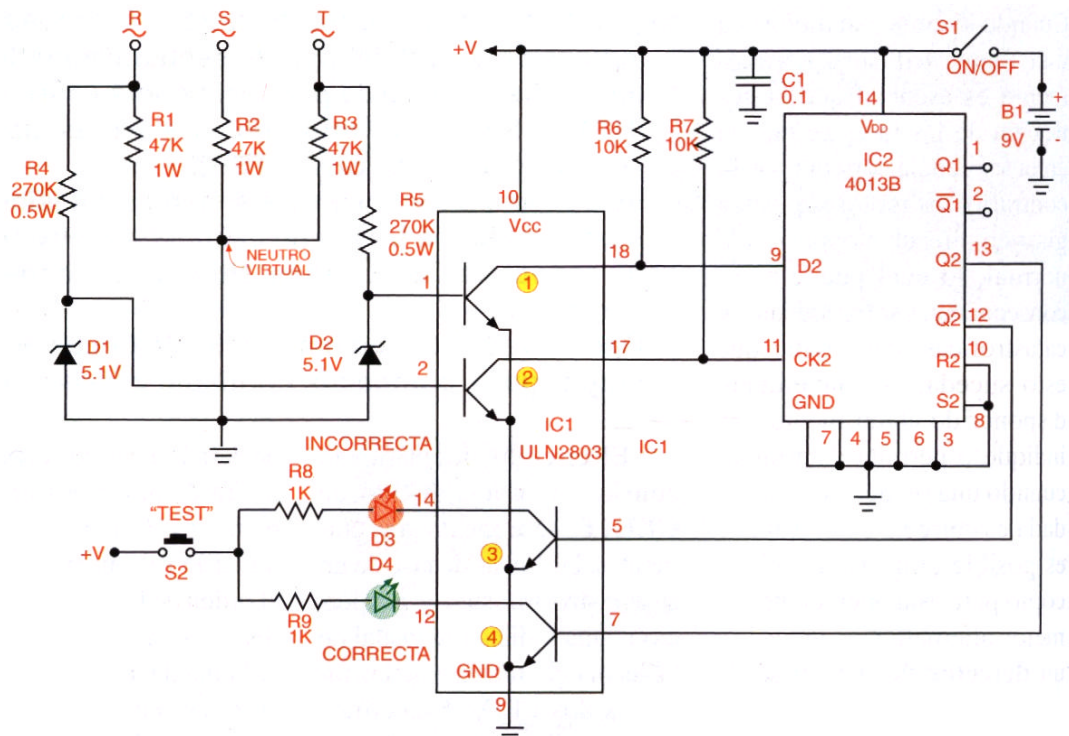 R
S
T
+V
S1
ON/OFF
R1
47K
1W
R2
47K
1W
R3
47K
1W
R4
270K
0.5W
R5
270K
0.5W
NEUTRO
VIRTUAL
R6
10K
R7
10K
C1
0.1
B1
9V
+
-
14
VDD
IC2
4013B
1
Q1
2
Q1
13
Q2
12
Q2
10
R2
S2
8
9
D2
11
CK2
GND
7
4
5
6
3
10
Vcc
18
1
1
17
2
2
D1
5.1V
D2
5.1V
IC1
ULN2803
IC1
INCORRECTA
R8
1K
14
D3
"TEST"
+V
S2
D4
R9
1K
12
CORRECTA
3
5
4
7
GND
9